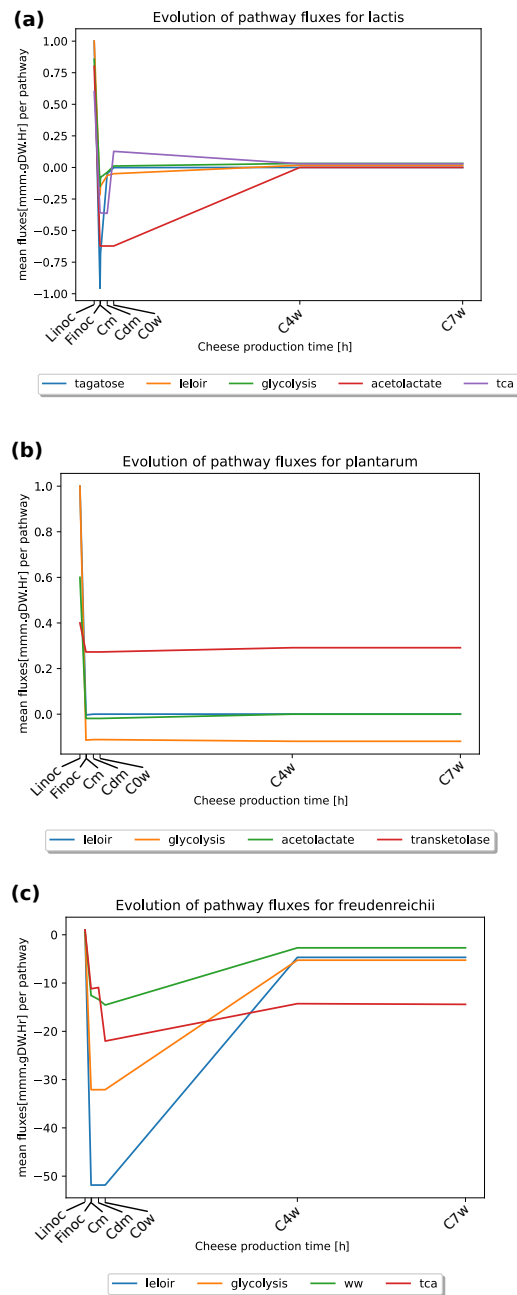 (a)
Evolution of pathway fluxes for lactis
mean fluxes[mmm.gDW.Hr] per pathway
1.00
0.75
0.50
0.25
0.00
−0.25
−0.50
−0.75
−1.00
Linoc
Finoc
Cm
Cdm
C0w
C4w
C7w
Cheese production time [h]
tagatose leloir glycolysis acetolactate tca
(b)
Evolution of pathway fluxes for plantarum
mean fluxes[mmm.gDW.Hr] per pathway
1.0
0.8
0.6
0.4
0.2
0.0
Linoc
Finoc
Cm
Cdm
C0w
C4w
C7w
Cheese production time [h]
leloir glycolysis acetolactate transketolase
(c)
Evolution of pathway fluxes for freudenreichii
mean fluxes[mmm.gDW.Hr] per pathway
0
−10
−20
−30
−40
−50
Linoc
Finoc
Cm
Cdm
C0w
C4w
C7w
Cheese production time [h]
leloir glycolysis ww tca